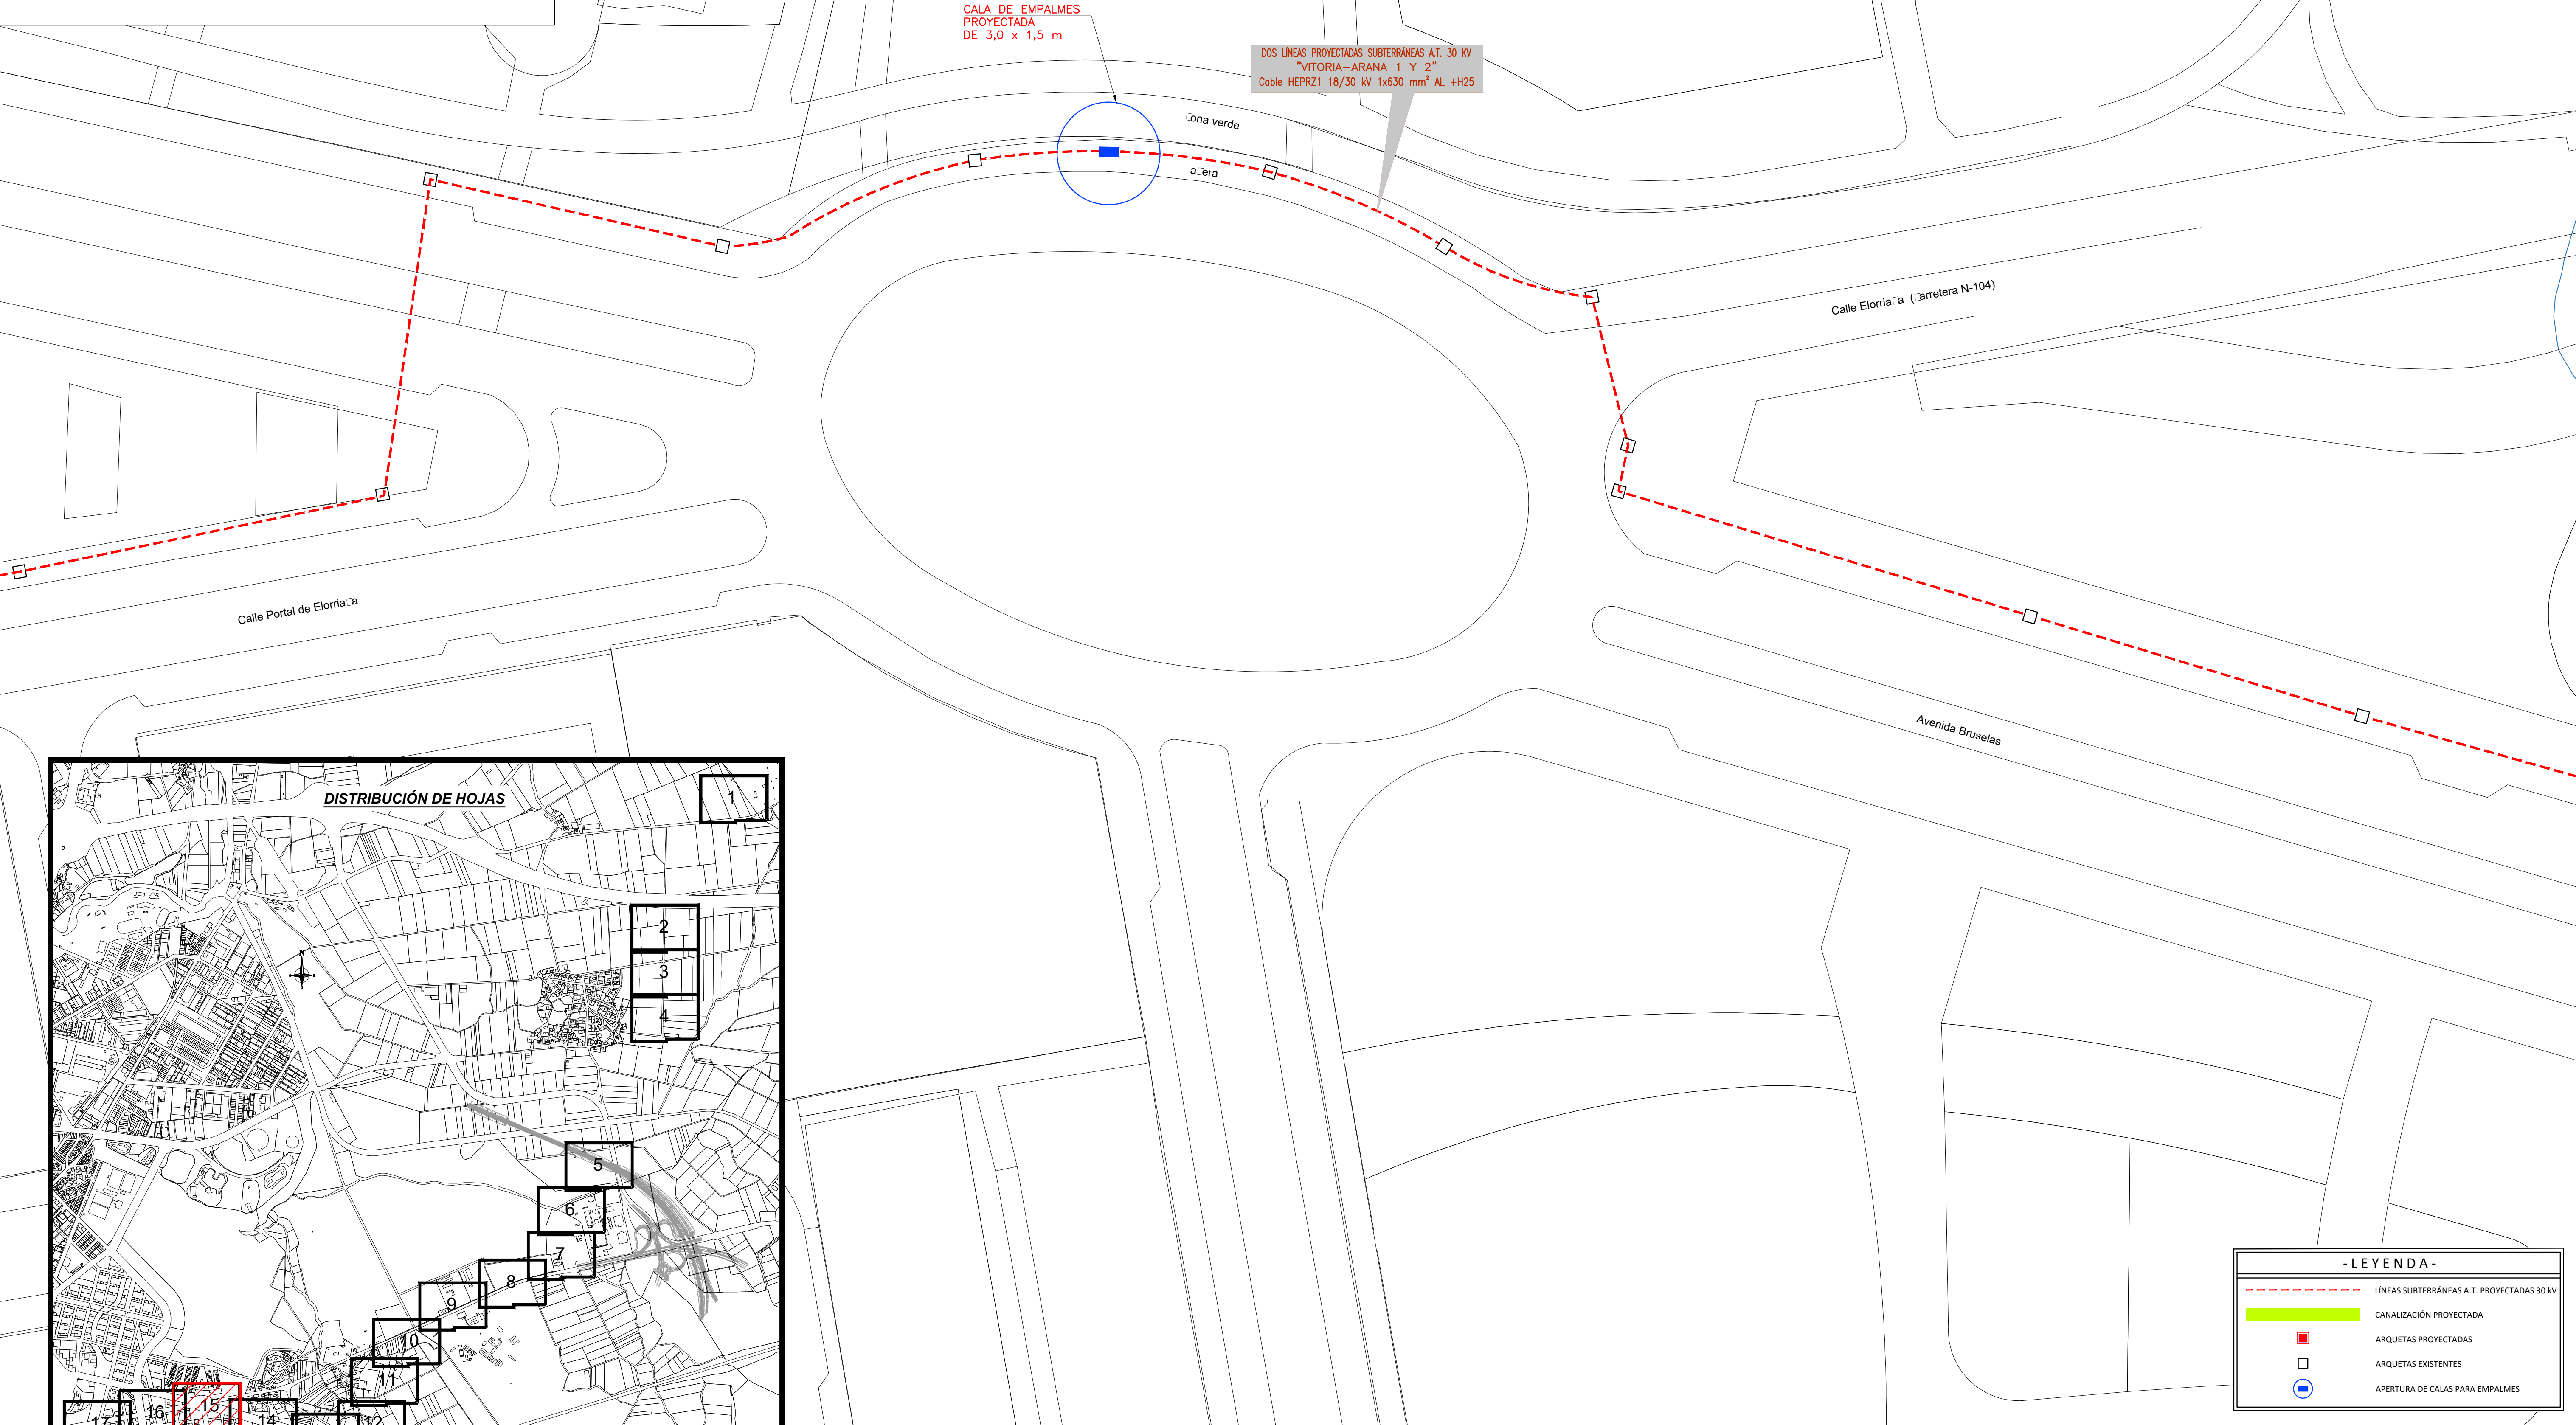 CALA DE EMPALMES
PROYECTADA
DE 3,0 x 1,5 m
DOS LÍNEAS PROYECTADAS SUBTERRÁNEAS A.T. 30 KV
"VITORIA-ARANA 1 Y 2"
Cable HEPRZ1 18/30 kV 1x630 mm² AL +H25
ona verde
a era
Calle Elorria a ( arretera N-104)
Calle Portal de Elorria a
Avenida Bruselas
DISTRIBUCIÓN DE HOJAS
1
2
3
4
N
5
6
7
8
9
10
11
12
14
15
16
17
-LEYENDA-
LÍNEAS SUBTERRÁNEAS A.T. PROYECTADAS 30 kV
CANALIZACIÓN PROYECTADA
ARQUETAS PROYECTADAS
ARQUETAS EXISTENTES
APERTURA DE CALAS PARA EMPALMES